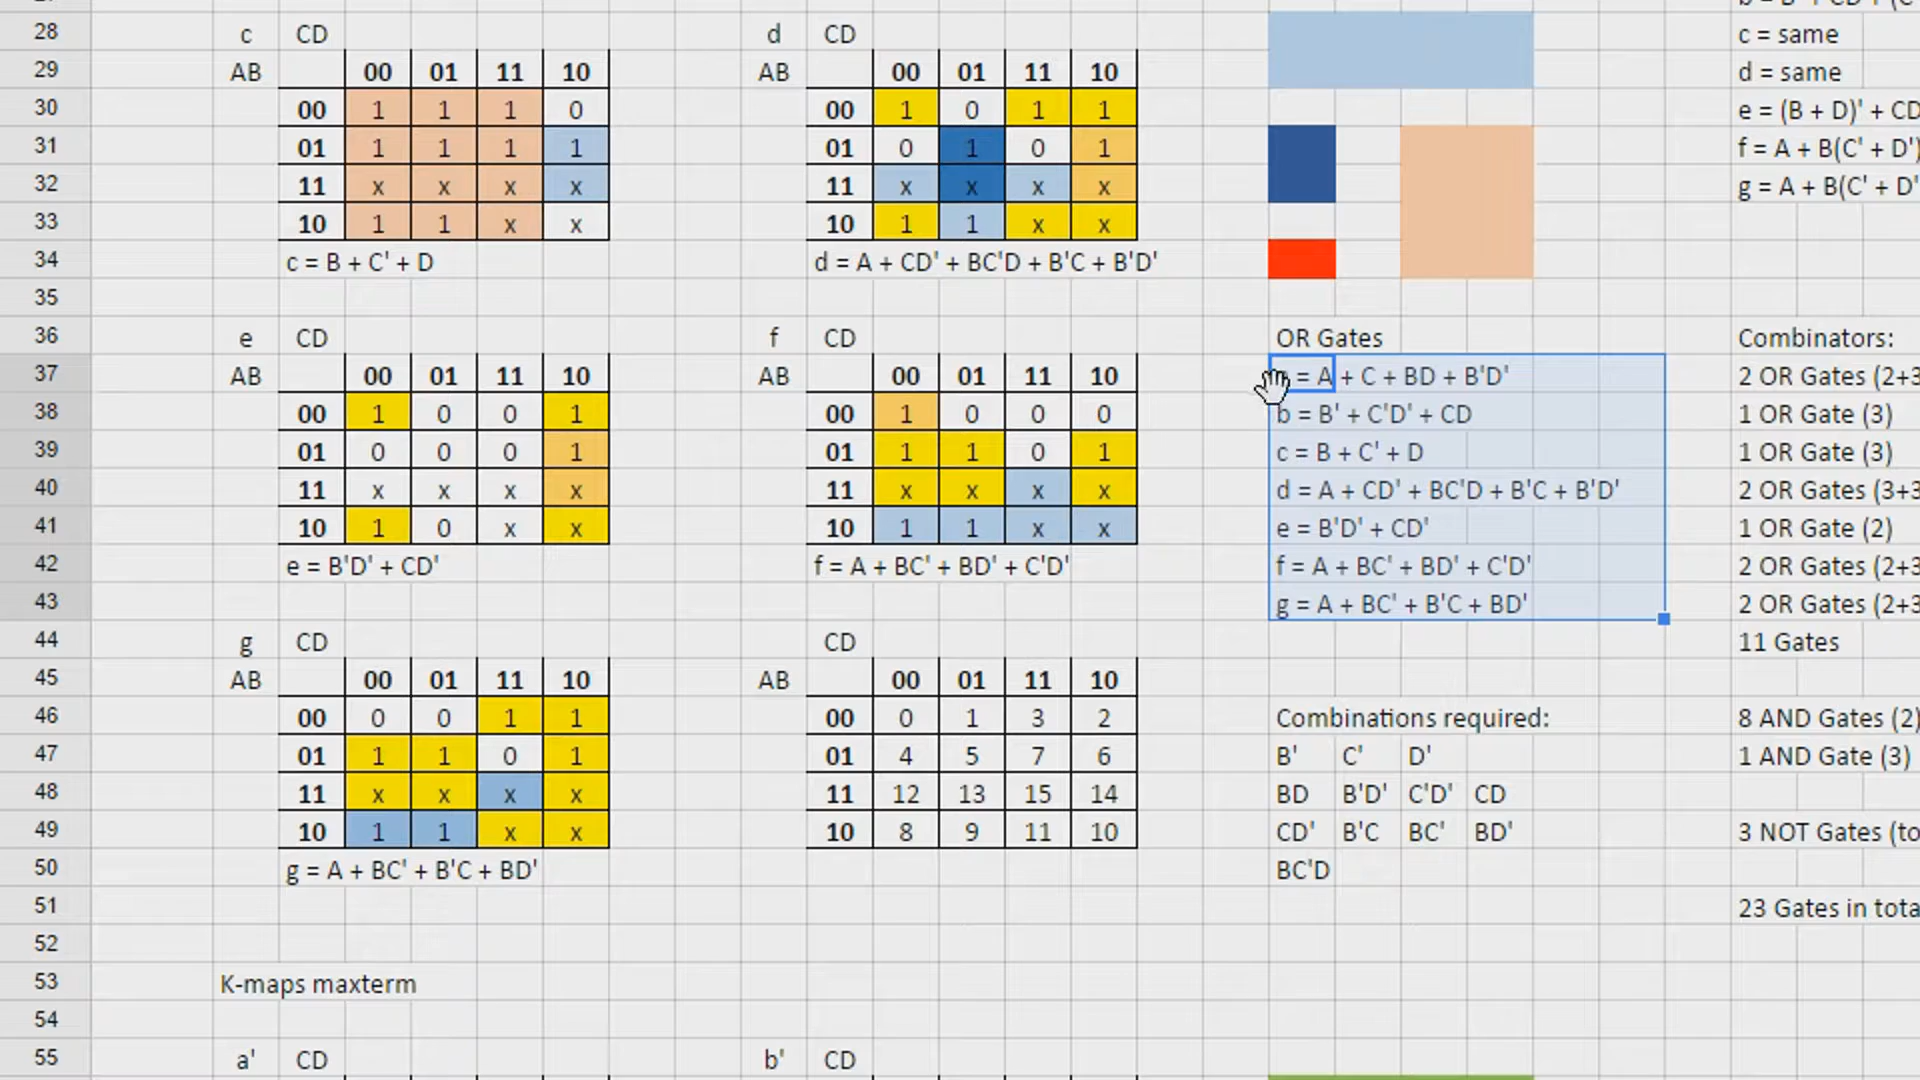 28 c CD d CD c = same
29 AB 00 01 11 10 AB 00 01 11 10 d = same
30 00 1 1 1 0 00 1 0 1 1 e = (B + D)' + CD
31 01 1 1 1 1 01 0 1 0 1 f = A + B(C' + D')
32 11 x x x x 11 x x x x g = A + B(C' + D'
33 10 1 1 x x 10 1 1 x x
34 c = B + C' + D d = A + CD' + BC'D + B'C + B'D'
35
36 e CD f CD OR Gates Combinators:
37 AB 00 01 11 10 AB 00 01 11 10 = A + C + BD + B'D' 2 OR Gates (2+3
38 00 1 0 0 1 00 1 0 0 0 b = B' + C'D' + CD 1 OR Gate (3)
39 01 0 0 0 1 01 1 1 0 1 c = B + C' + D 1 OR Gate (3)
40 11 x x x x 11 x x x x d = A + CD' + BC'D + B'C + B'D' 2 OR Gates (3+3
41 10 1 0 x x 10 1 1 x x e = B'D' + CD' 1 OR Gate (2)
42 e = B'D' + CD' f = A + BC' + BD' + C'D' f = A + BC' + BD' + C'D' 2 OR Gates (2+3
43 g = A + BC' + B'C + BD' 2 OR Gates (2+3
44 g CD CD 11 Gates
45 AB 00 01 11 10 AB 00 01 11 10
46 00 0 0 1 1 00 0 1 3 2 Combinations required: 8 AND Gates (2)
47 01 1 1 0 1 01 4 5 7 6 B' C' D' 1 AND Gate (3)
48 11 x x x x 11 12 13 15 14 BD B'D' C'D' CD
49 10 1 1 x x 10 8 9 11 10 CD' B'C BC' BD' 3 NOT Gates (to
50 g = A + BC' + B'C + BD' BC'D
51 23 Gates in tota
52
53 K-maps maxterm
54
55 a' CD b' CD